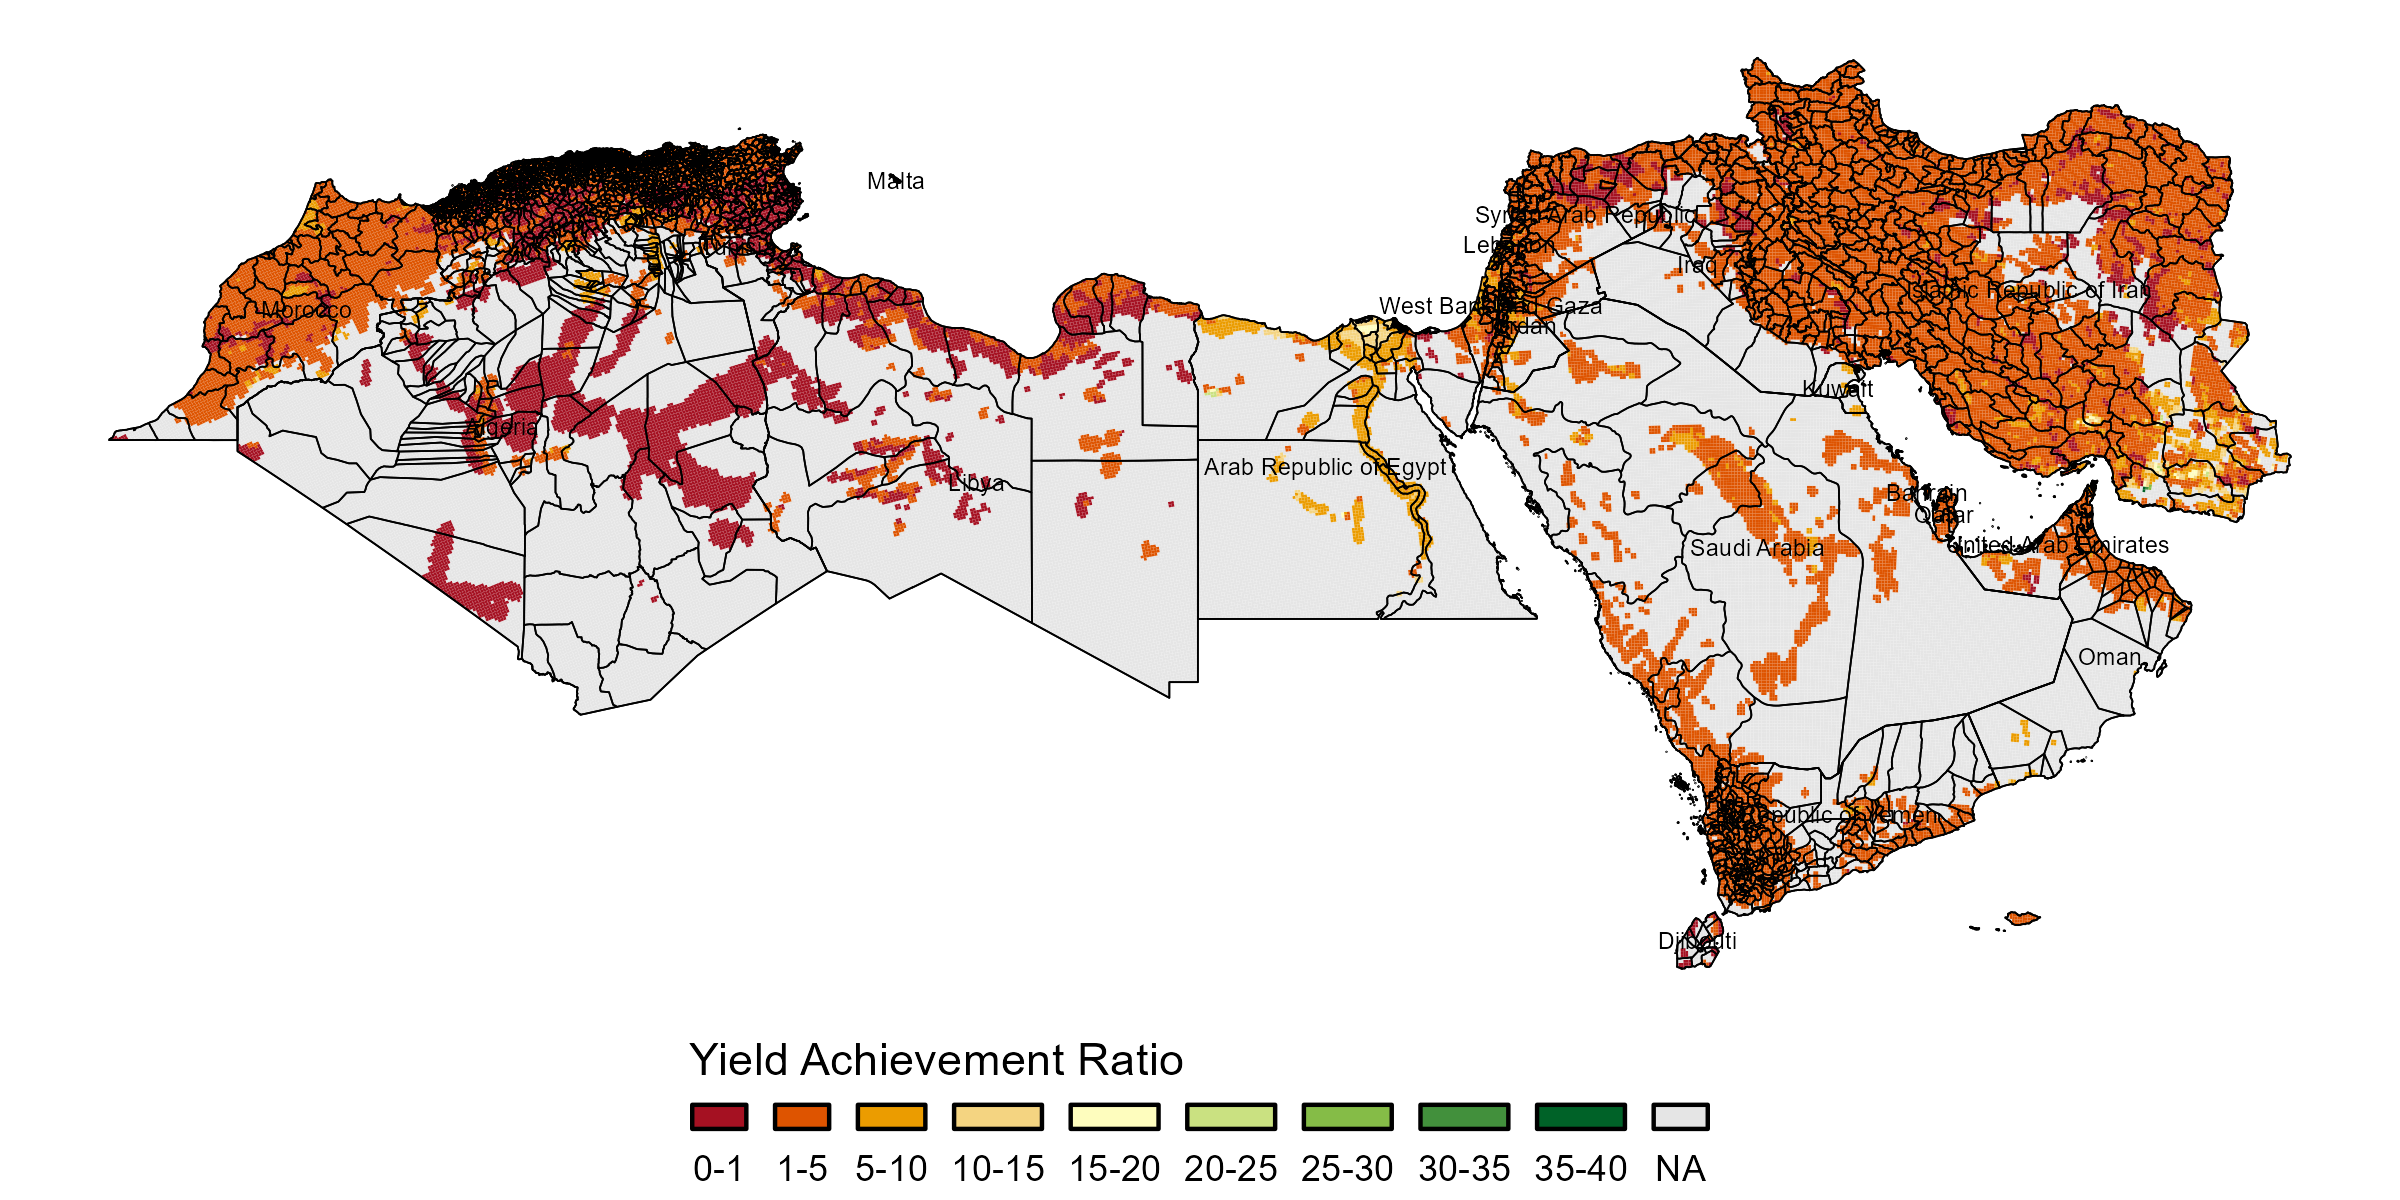 Malta
Syrian Arab Republic
Lebanon
Tunisia
Iraq
Islamic Republic of Iran
Morocco
West Bank and Gaza
Jordan
Kuwait
Algeria
Arab Republic of Egypt
Libya
Bahrain
Qatar
Saudi Arabia
United Arab Emirates
Oman
Republic of Yemen
Djibouti
Yield Achievement Ratio
0-1 1-5 5-10 10-15 15-20 20-25 25-30 30-35 35-40 NA